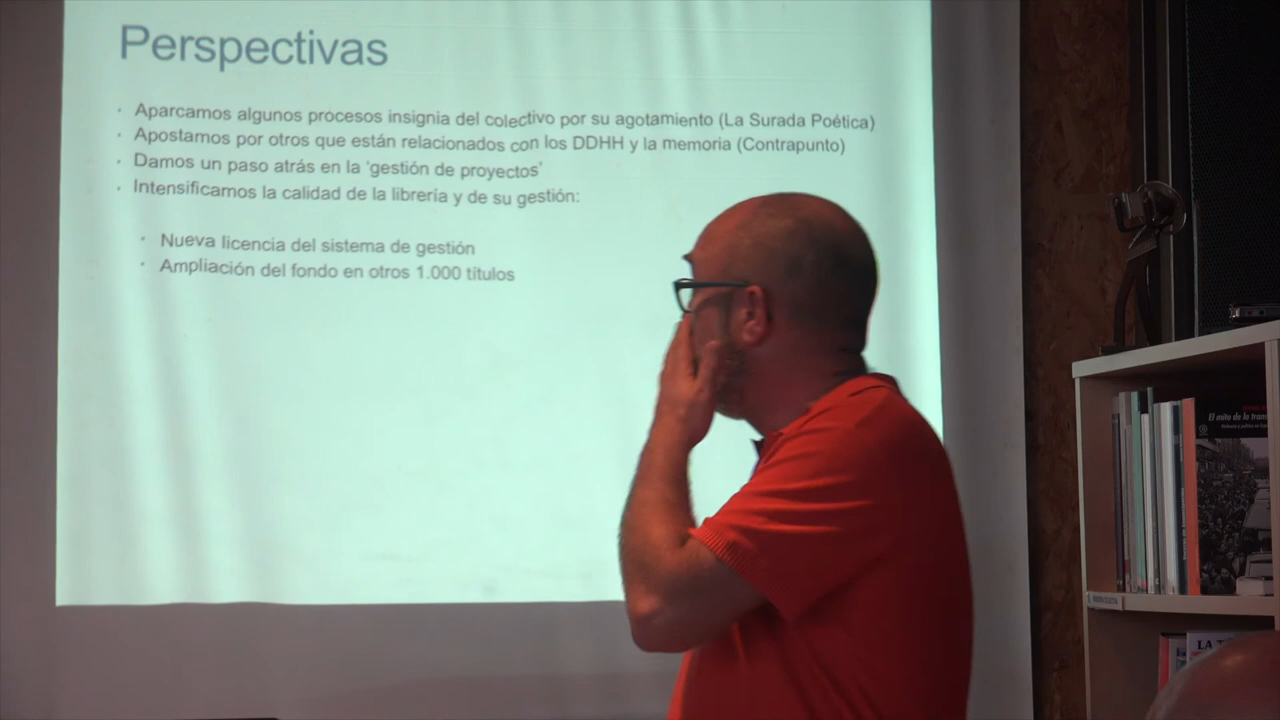 Perspectivas
· Aparcamos algunos procesos insignia del colectivo por su agotamiento (La Surada Poética)
· Apostamos por otros que están relacionados con los DDHH y la memoria (Contrapunto)
· Damos un paso atrás en la ‘gestión de proyectos’
· Intensificamos la calidad de la librería y de su gestión:
· Nueva licencia del sistema de gestión
· Ampliación del fondo en otros 1.000 títulos
El mito de la tran
LA T